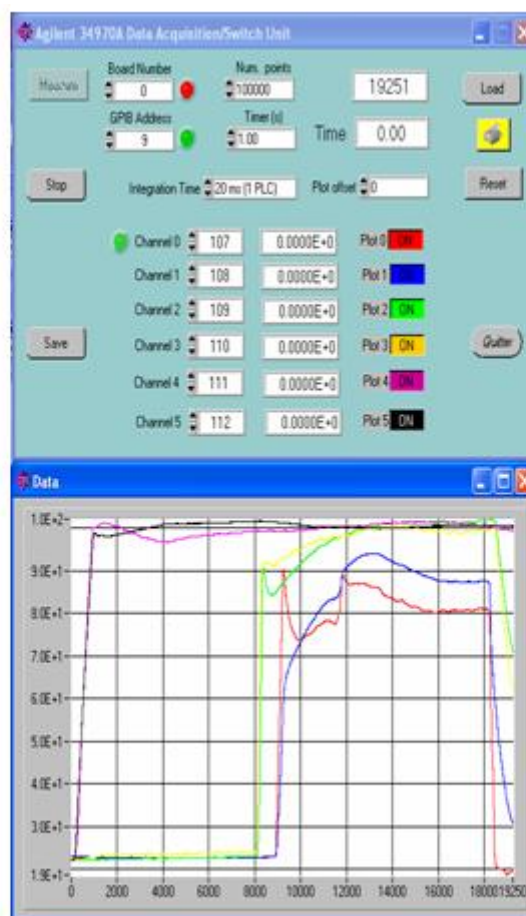 Agilent 34970A Data Acquisition/Switch Unit
Board Number Num. points
0 100000 19251 Load
GPIB Address Timer (s)
9 1.00 Time 0.00
Stop Integration Time 20 ms (1 PLC) Plot offset 0 Reset
Channel 0 107 0.0000E+0 Plot 0 ON
Channel 1 108 0.0000E+0 Plot 1
Channel 2 109 0.0000E+0 Plot 2 ON
Save Channel 3 110 0.0000E+0 Plot 3 ON Quitter
Channel 4 111 0.0000E+0 Plot 4
Channel 5 112 0.0000E+0 Plot 5 ON
Data
1.0E+2
9.0E+1
8.0E+1
7.0E+1
6.0E+1
5.0E+1
4.0E+1
3.0E+1
1.9E+1
0 2000 4000 6000 8000 10000 12000 14000 16000 18000 19250